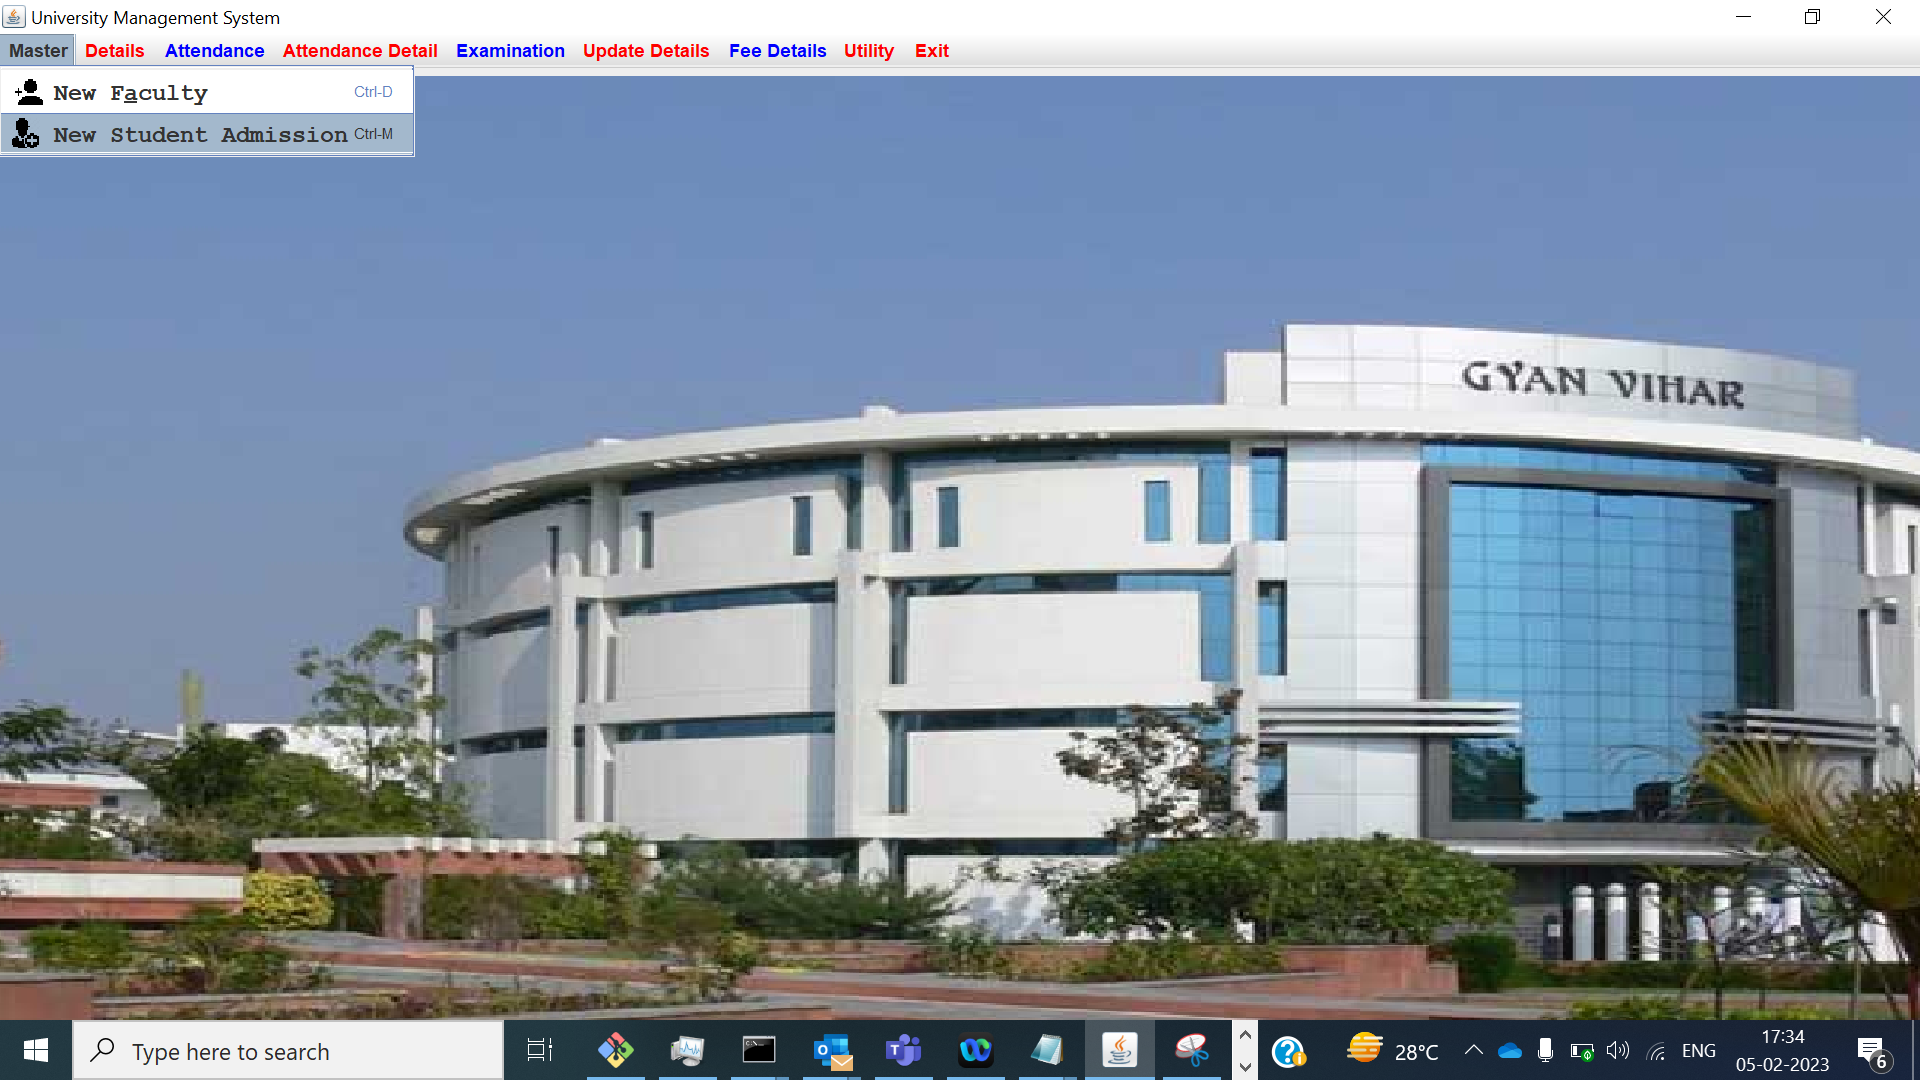 University Management System
Master Details Attendance Attendance Detail Examination Update Details Fee Details Utility Exit
New Faculty Ctrl-D
New Student Admission Ctrl-M
GYAN VIHAR
Type here to search
28°C
ENG
17:34
05-02-2023
6